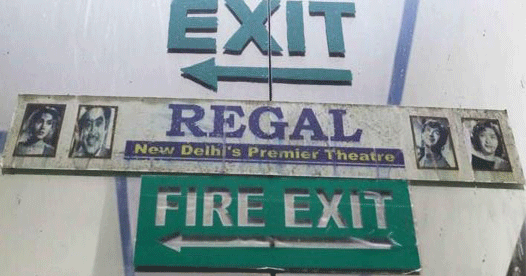 EXIT
REGAL
New Delhi's Premier Theatre
FIRE EXIT